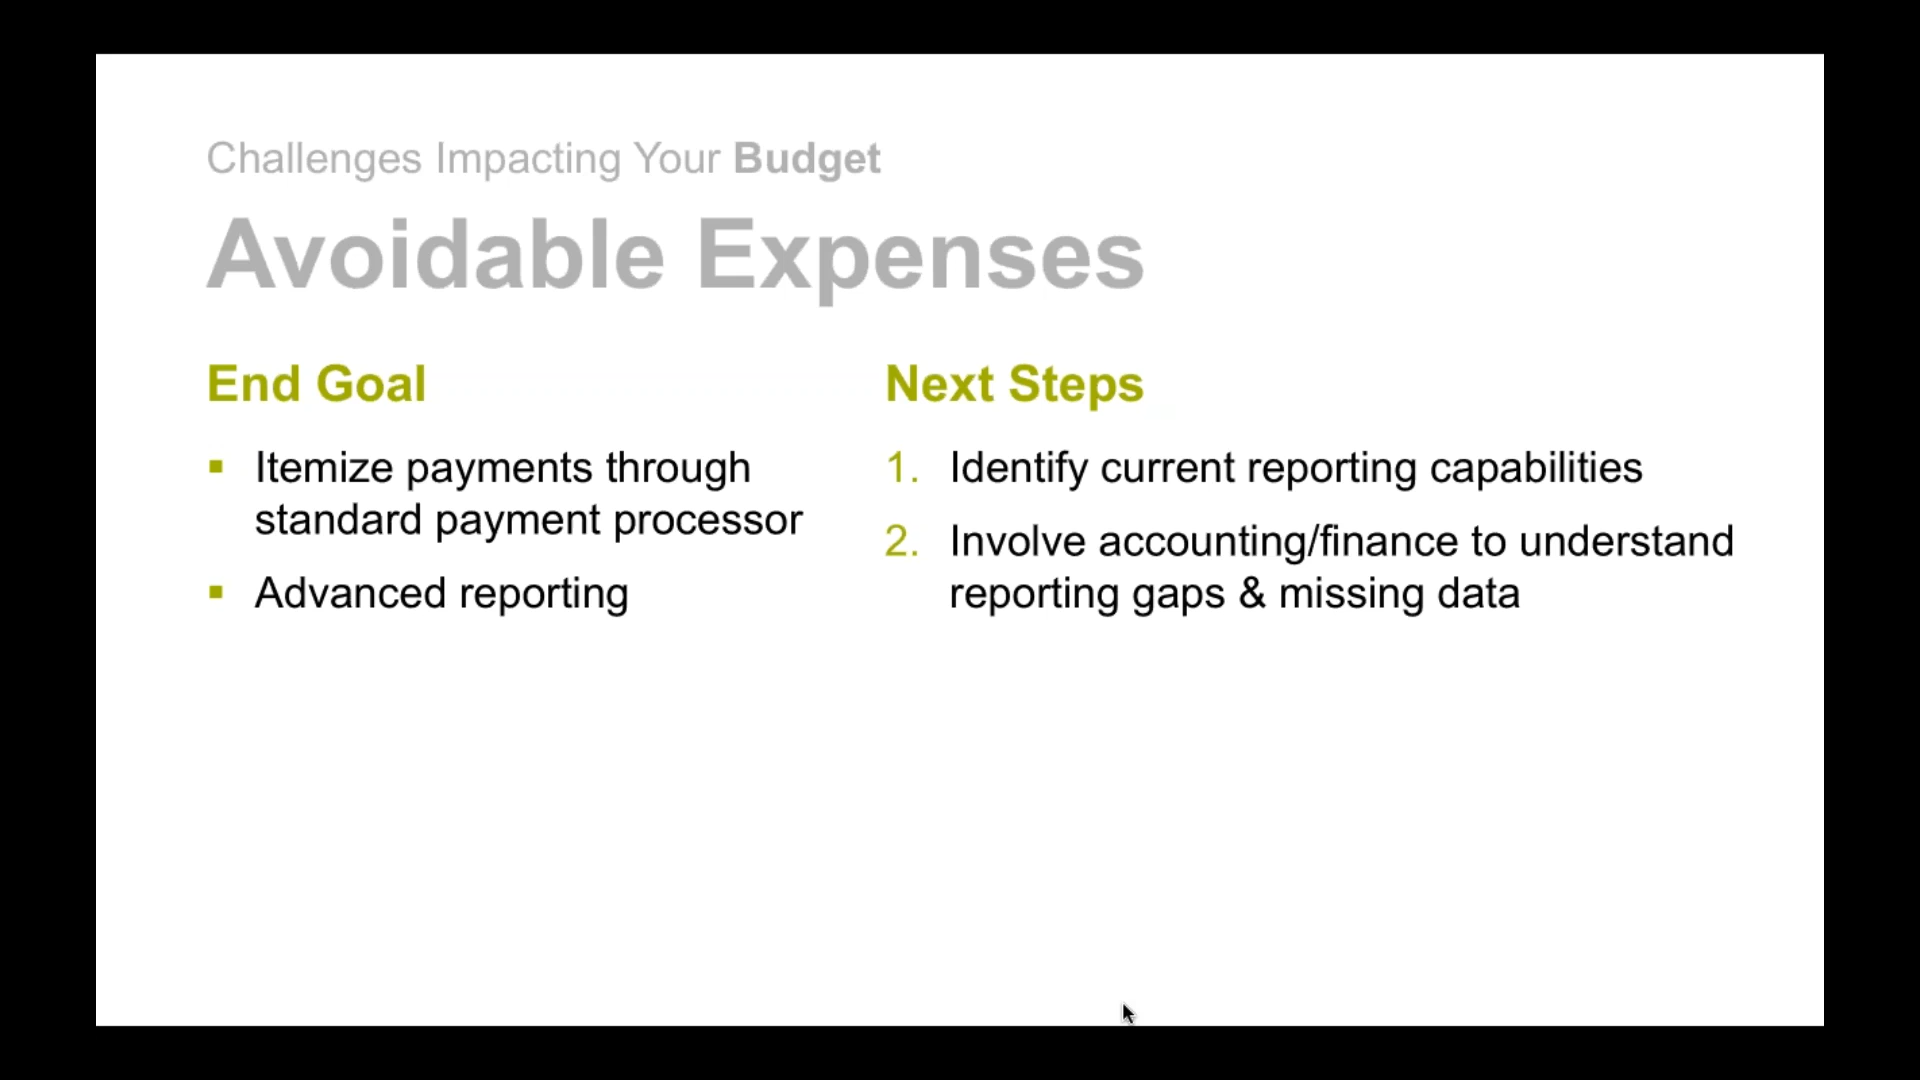 Challenges Impacting Your Budget
Avoidable Expenses
End Goal
▪ Itemize payments through
standard payment processor
▪ Advanced reporting
Next Steps
1. Identify current reporting capabilities
2. Involve accounting/finance to understand
reporting gaps & missing data